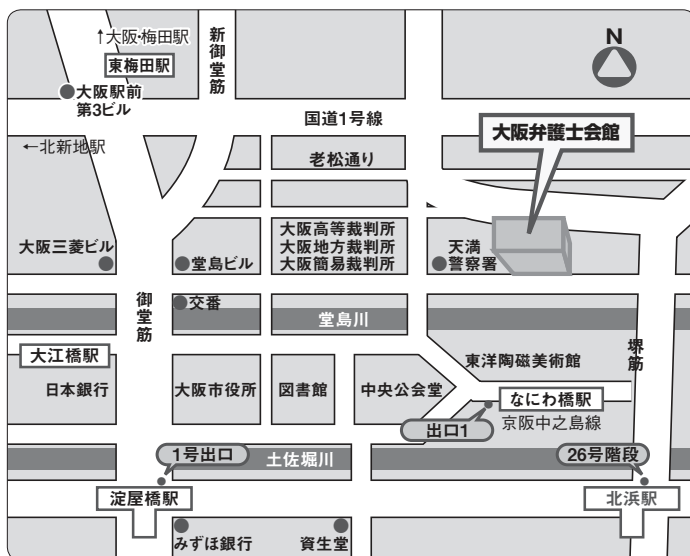 ↑大阪・梅田駅
東梅田駅
新御堂筋
N
大阪駅前
第3ビル
国道1号線
大阪弁護士会館
←北新地駅
老松通り
大阪高等裁判所
大阪地方裁判所
大阪簡易裁判所
天満
警察署
大阪三菱ビル
堂島ビル
御堂筋
交番
堂島川
堺筋
大江橋駅
東洋陶磁美術館
日本銀行
大阪市役所
図書館
中央公会堂
なにわ橋駅
京阪中之島線
出口1
1号出口
土佐堀川
26号階段
淀屋橋駅
北浜駅
みずほ銀行
資生堂